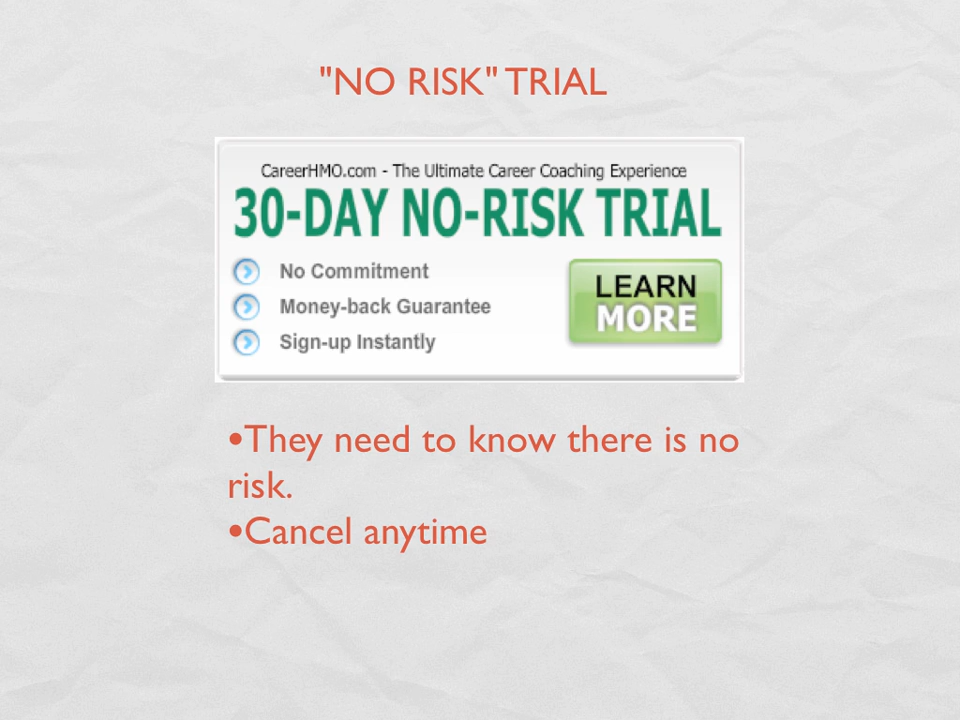 "NO RISK" TRIAL
CareerHMO.com - The Ultimate Career Coaching Experience
30-DAY NO-RISK TRIAL
No Commitment
Money-back Guarantee
Sign-up Instantly
LEARN
MORE
•They need to know there is no
risk.
•Cancel anytime